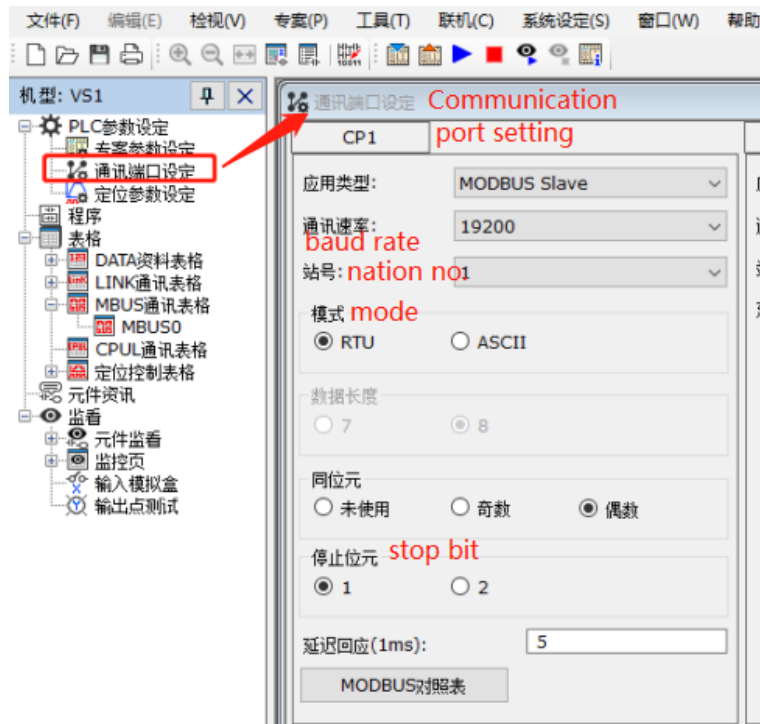 文件(F) 编辑(E) 检视(V) 专案(P) 工具(T) 联机(C) 系统设定(S) 窗口(W) 帮助
机型: VS1
PLC参数设定
专案参数设定
通讯端口设定
定位参数设定
程序
表格
DATA资料表格
LINK通讯表格
MBUS通讯表格
MBUS0
CPUL通讯表格
定位控制表格
元件资讯
监看
元件监看
监控页
输入模拟盒
输出点测试
通讯端口设定 Communication
CP1 port setting
应用类型: MODBUS Slave
通讯速率: 19200
baud rate
站号: nation no. 1
模式 mode
RTU ASCII
数据长度
7 8
同位元
未使用 奇数 偶数
停止位元 stop bit
1 2
延迟回应(1ms): 5
MODBUS对照表